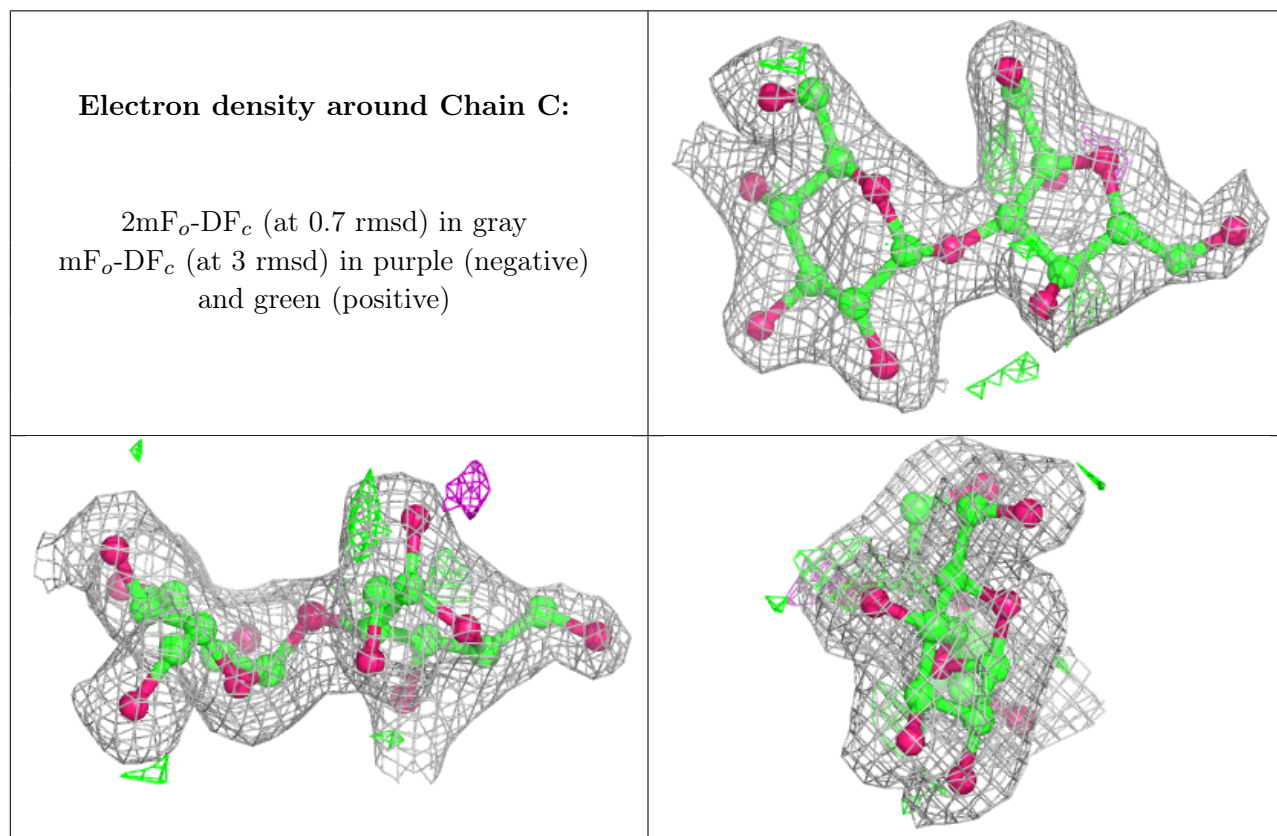 Electron density around Chain C:
2mFₒ-DF𝒸 (at 0.7 rmsd) in gray
mFₒ-DF𝒸 (at 3 rmsd) in purple (negative)
and green (positive)